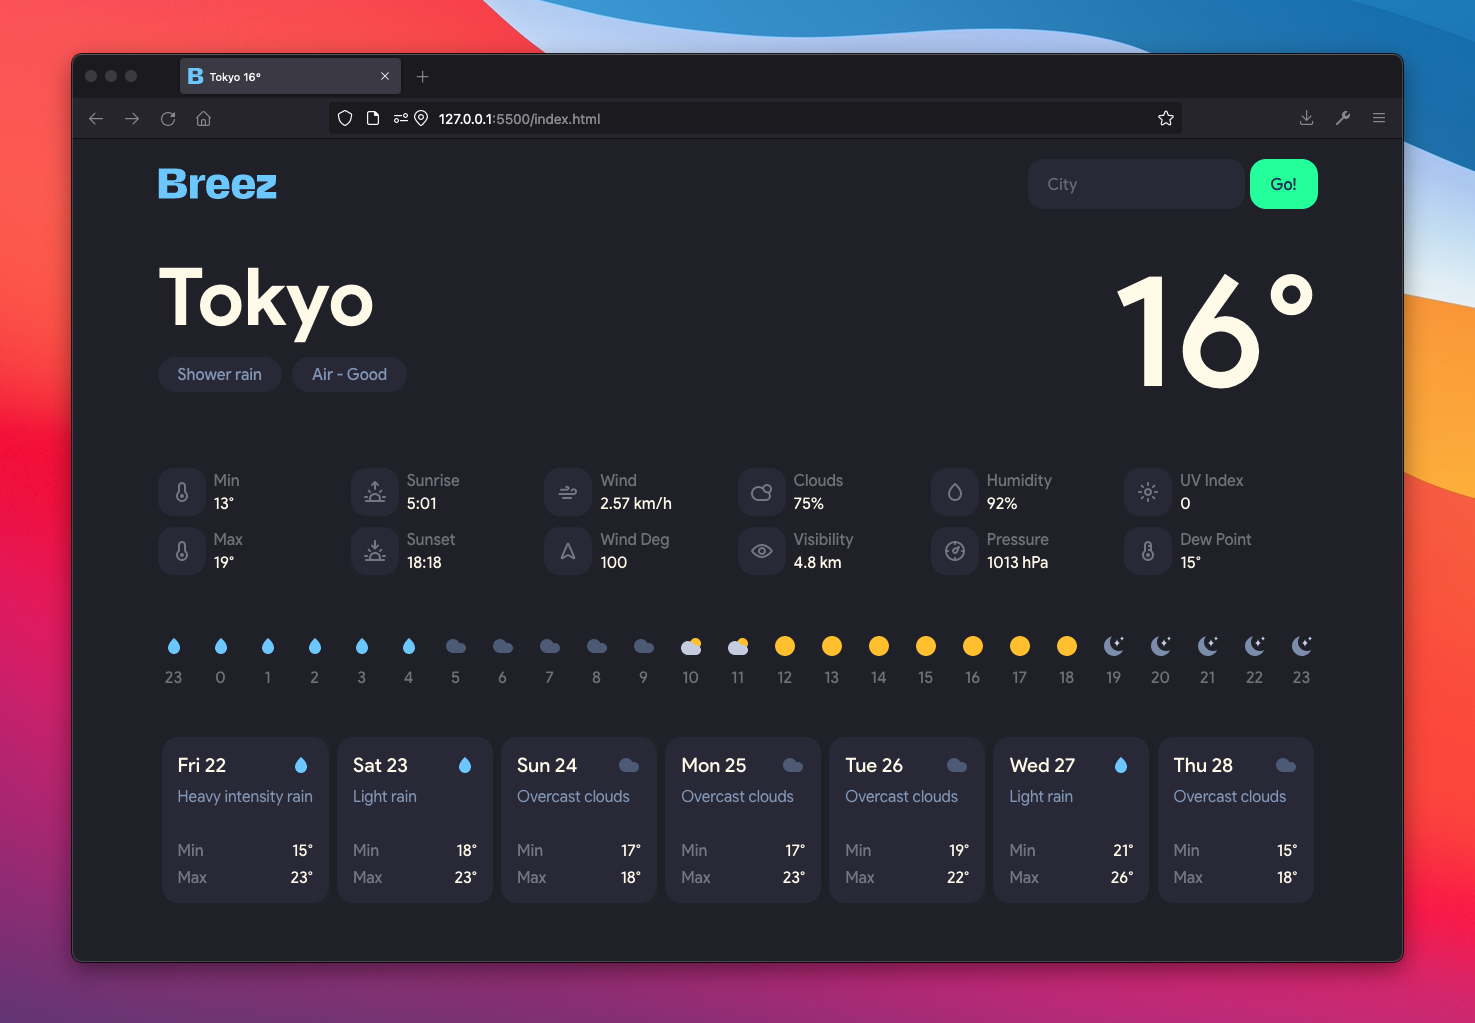 B Tokyo 16°
127.0.0.1:5500/index.html
Breez
City
Go!
Tokyo
16°
Shower rain
Air - Good
Min
13°
Sunrise
5:01
Wind
2.57 km/h
Clouds
75%
Humidity
92%
UV Index
0
Max
19°
Sunset
18:18
Wind Deg
100
Visibility
4.8 km
Pressure
1013 hPa
Dew Point
15°
23 0 1 2 3 4 5 6 7 8 9 10 11 12 13 14 15 16 17 18 19 20 21 22 23
Fri 22
Heavy intensity rain
Min 15°
Max 23°
Sat 23
Light rain
Min 18°
Max 23°
Sun 24
Overcast clouds
Min 17°
Max 18°
Mon 25
Overcast clouds
Min 17°
Max 23°
Tue 26
Overcast clouds
Min 19°
Max 22°
Wed 27
Light rain
Min 21°
Max 26°
Thu 28
Overcast clouds
Min 15°
Max 18°